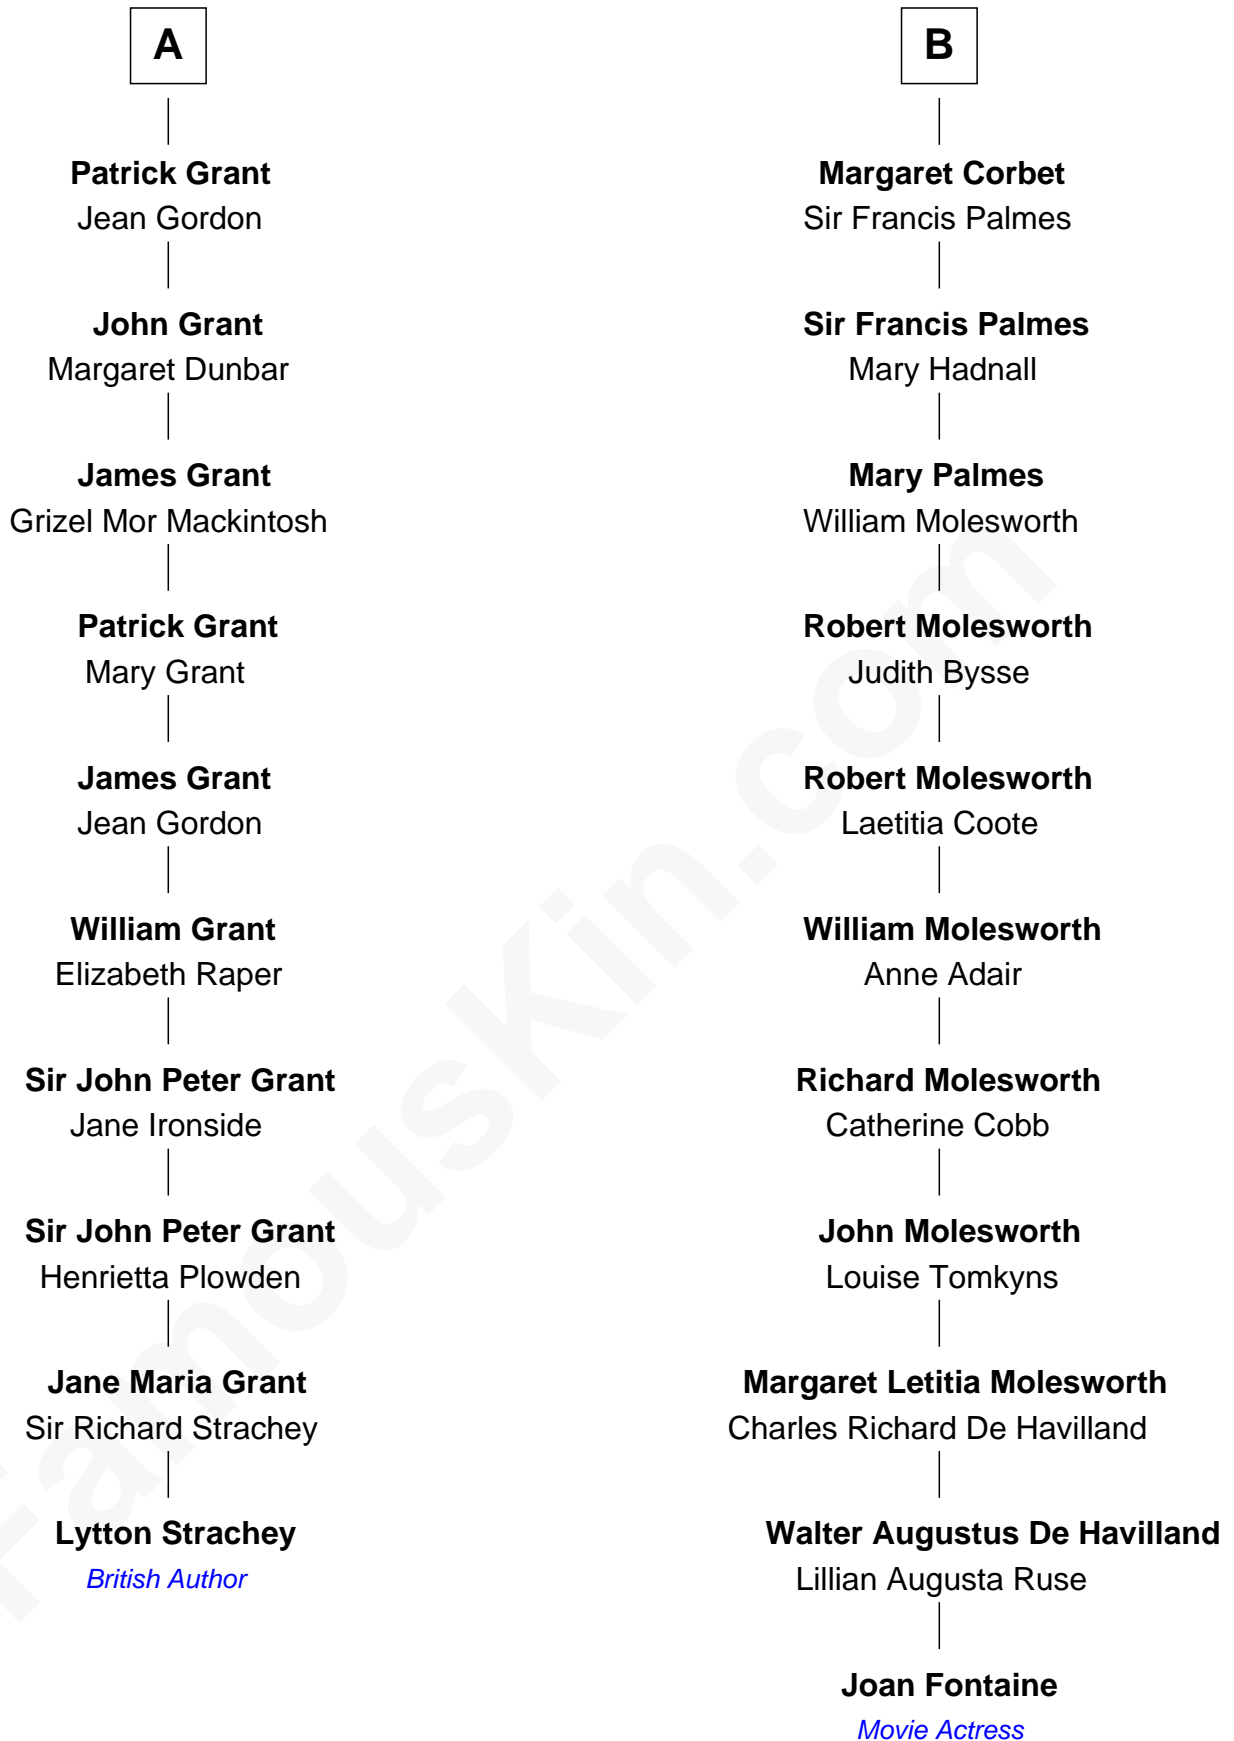 A
Patrick Grant
Jean Gordon
John Grant
Margaret Dunbar
James Grant
Grizel Mor Mackintosh
Patrick Grant
Mary Grant
James Grant
Jean Gordon
William Grant
Elizabeth Raper
Sir John Peter Grant
Jane Ironside
Sir John Peter Grant
Henrietta Plowden
Jane Maria Grant
Sir Richard Strachey
Lytton Strachey
British Author
B
Margaret Corbet
Sir Francis Palmes
Sir Francis Palmes
Mary Hadnall
Mary Palmes
William Molesworth
Robert Molesworth
Judith Bysse
Robert Molesworth
Laetitia Coote
William Molesworth
Anne Adair
Richard Molesworth
Catherine Cobb
John Molesworth
Louise Tomkyns
Margaret Letitia Molesworth
Charles Richard De Havilland
Walter Augustus De Havilland
Lillian Augusta Ruse
Joan Fontaine
Movie Actress
FamousKin.com